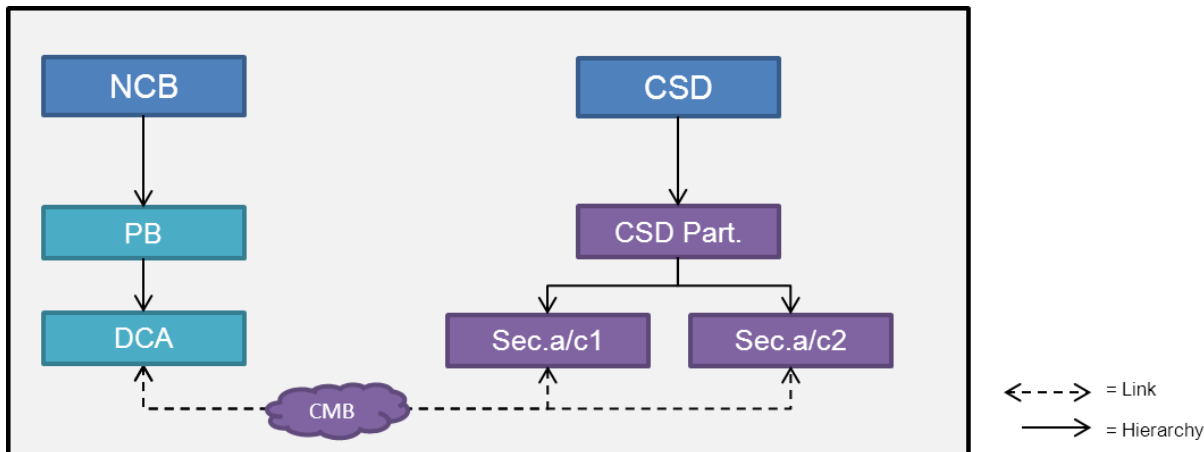 NCB
CSD
PB
CSD Part.
DCA
Sec.a/c1
Sec.a/c2
CMB
= Link
= Hierarchy